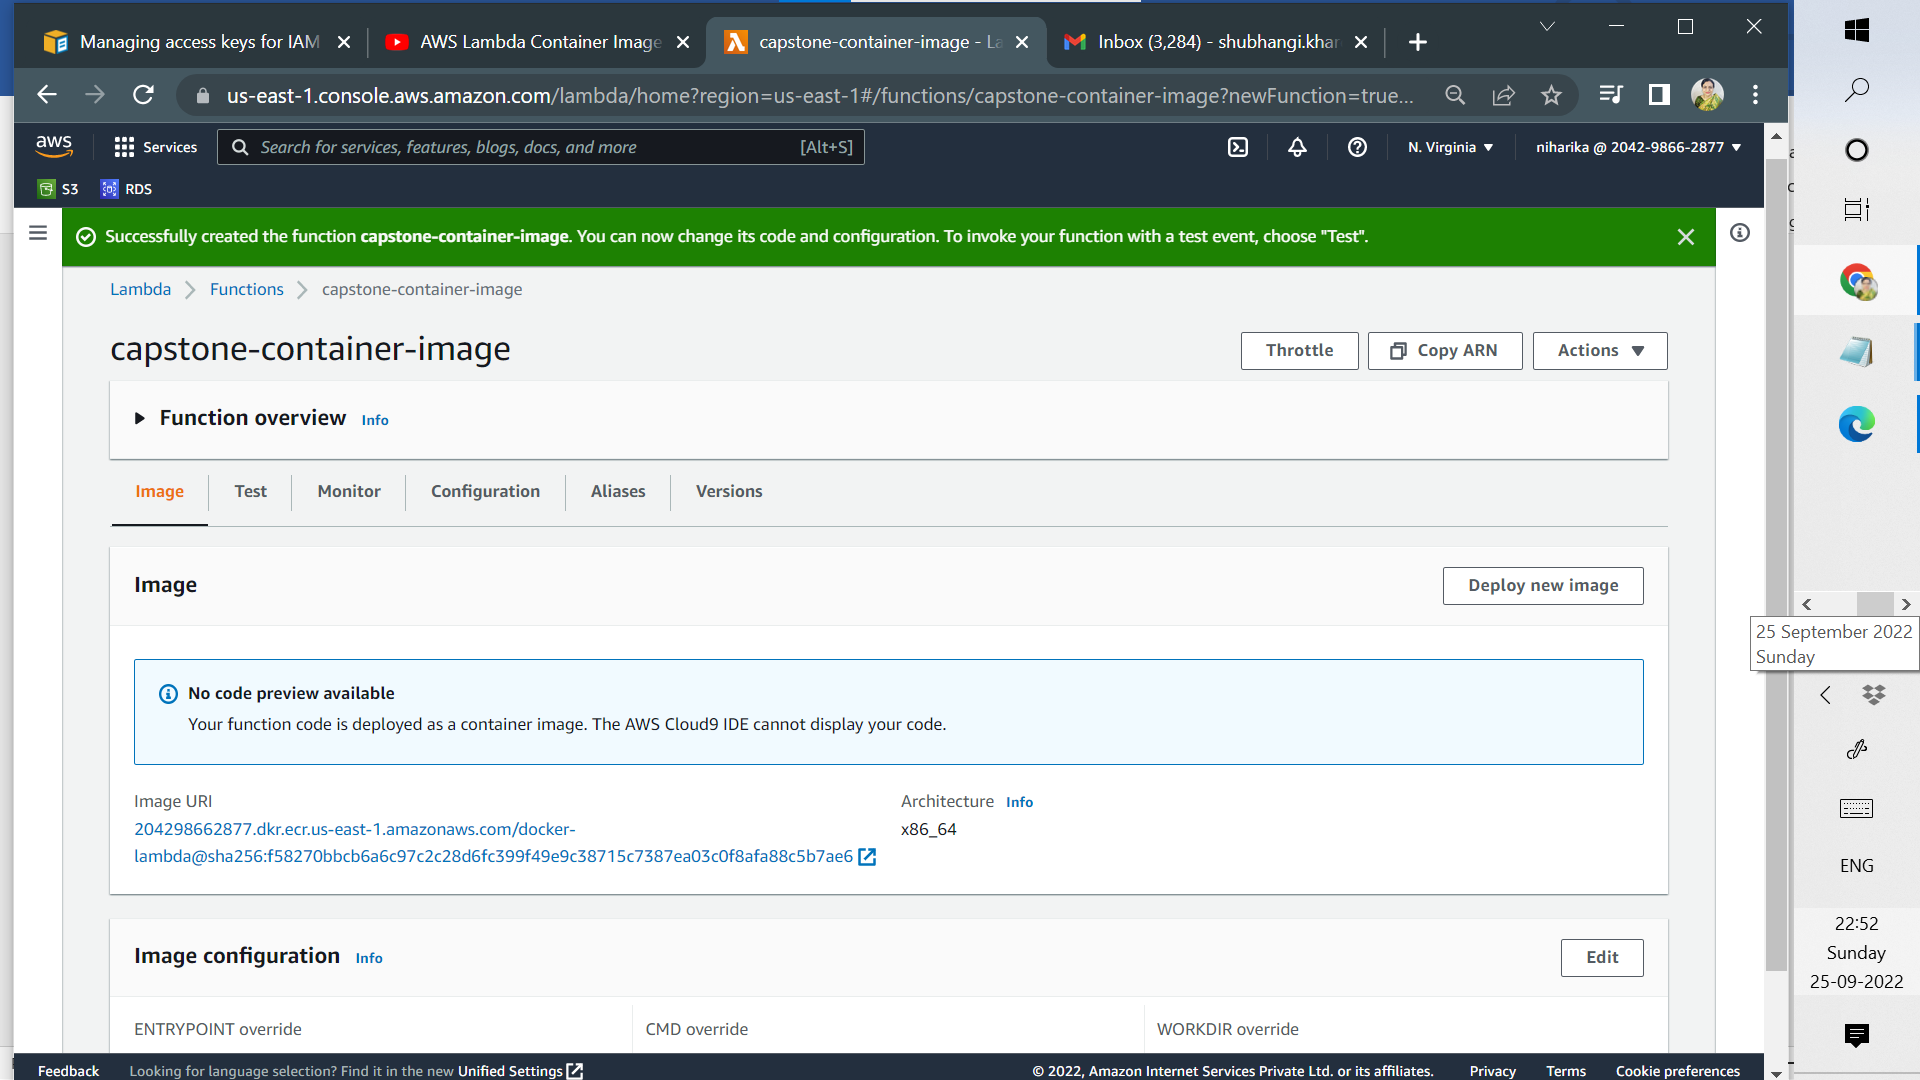 Managing access keys for IAM
AWS Lambda Container Image
capstone-container-image - La
Inbox (3,284) - shubhangi.khar
us-east-1.console.aws.amazon.com/lambda/home?region=us-east-1#/functions/capstone-container-image?newFunction=true...
aws
Services
Search for services, features, blogs, docs, and more
[Alt+S]
N. Virginia
niharika @ 2042-9866-2877
S3
RDS
Successfully created the function capstone-container-image. You can now change its code and configuration. To invoke your function with a test event, choose "Test".
Lambda
Functions
capstone-container-image
capstone-container-image
Throttle
Copy ARN
Actions
Function overview Info
Image
Test
Monitor
Configuration
Aliases
Versions
Image
Deploy new image
No code preview available
Your function code is deployed as a container image. The AWS Cloud9 IDE cannot display your code.
Image URI
204298662877.dkr.ecr.us-east-1.amazonaws.com/docker-
lambda@sha256:f58270bbcb6a6c97c2c28d6fc399f49e9c38715c7387ea03c0f8afa88c5b7ae6
Architecture Info
x86_64
Image configuration Info
Edit
ENTRYPOINT override
CMD override
WORKDIR override
Feedback
Looking for language selection? Find it in the new Unified Settings
© 2022, Amazon Internet Services Private Ltd. or its affiliates.
Privacy
Terms
Cookie preferences
25 September 2022
Sunday
ENG
22:52
Sunday
25-09-2022